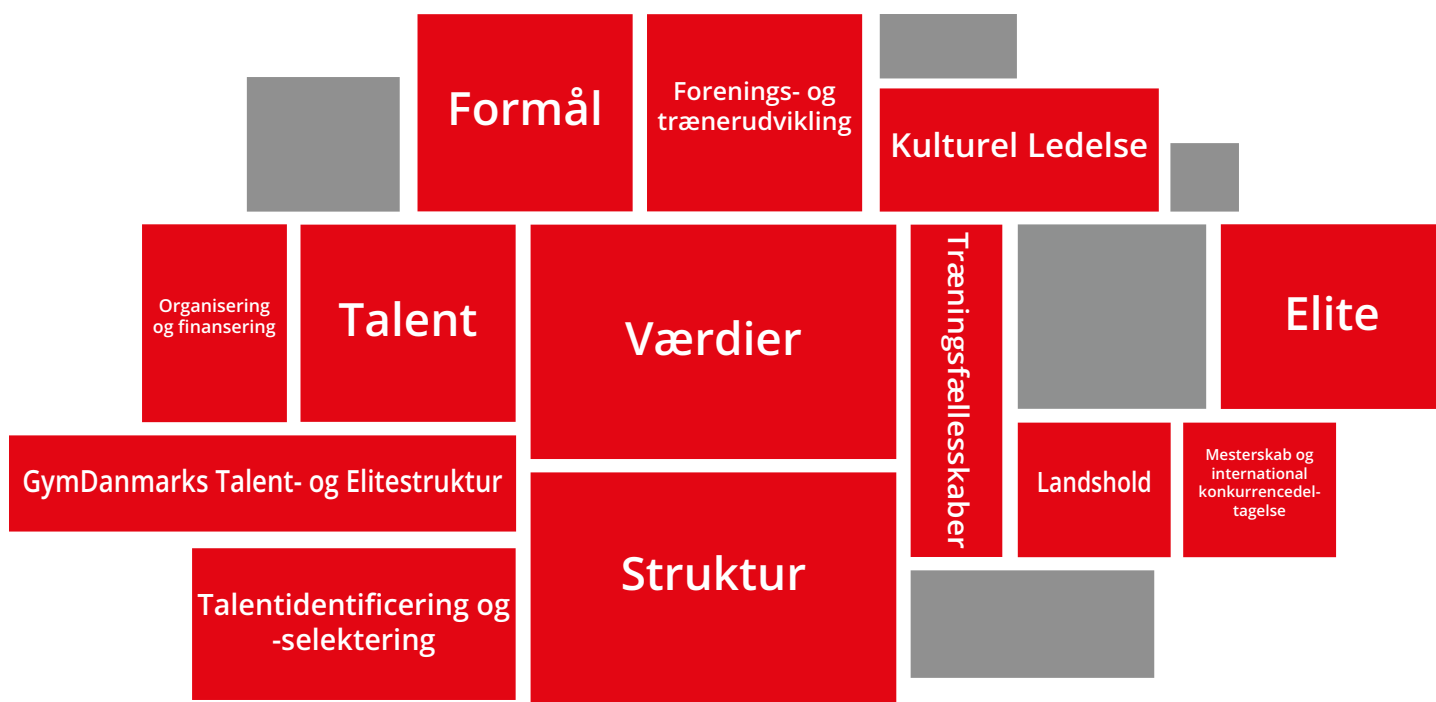 Formål
Forenings- og
trænerudvikling
Kulturel Ledelse
Organisering
og finansering
Talent
Værdier
Træningsfællesskaber
Elite
GymDanmarks Talent- og Elitestruktur
Landshold
Mesterskab og
international
konkurrencedel-
tagelse
Talentidentificering og
-selektering
Struktur